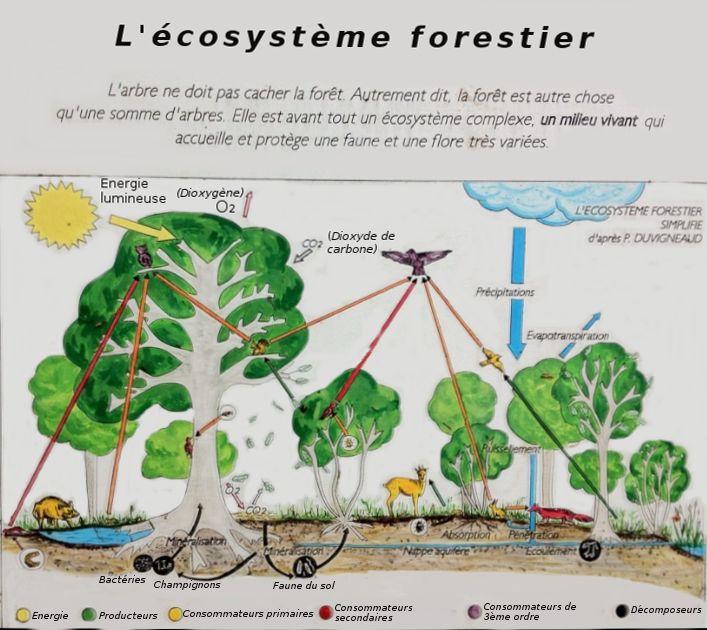 L'écosystème forestier
L'arbre ne doit pas cacher la forêt. Autrement dit, la forêt est autre chose
qu'une somme d'arbres. Elle est avant tout un écosystème complexe, un milieu vivant qui
accueille et protège une faune et une flore très variées.
Energie
lumineuse
(Dioxygène)
O2
CO2
(Dioxyde de
carbone)
L'ECOSYSTEME FORESTIER
SIMPLIFIE
d'après P. DUVIGNEAUD
Précipitations
Evapotranspiration
Ruissellement
O2
CO2
Minéralisation
Minéralisation
Absorption
Pénétration
Nappe aquifère
Ecoulement
Bactéries
Champignons
Faune du sol
Energie
Producteurs
Consommateurs primaires
Consommateurs
secondaires
Consommateurs de
3ème ordre
Décomposeurs